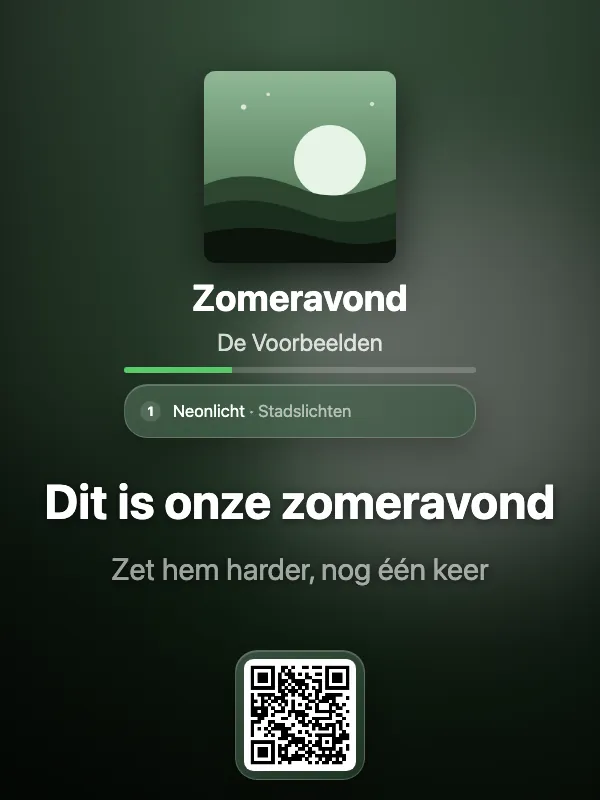 Zomeravond
De Voorbeelden
1 Neonlicht · Stadslichten
Dit is onze zomeravond
Zet hem harder, nog één keer